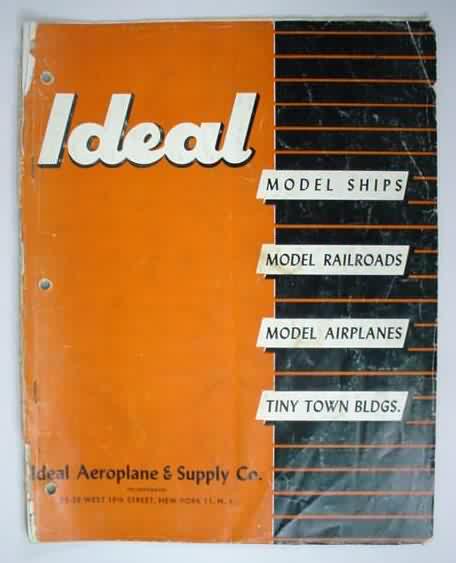 Ideal
MODEL SHIPS
MODEL RAILROADS
MODEL AIRPLANES
TINY TOWN BLDGS.
Ideal Aeroplane & Supply Co.
INCORPORATED
WEST 19th STREET, NEW YORK 11, N. Y.